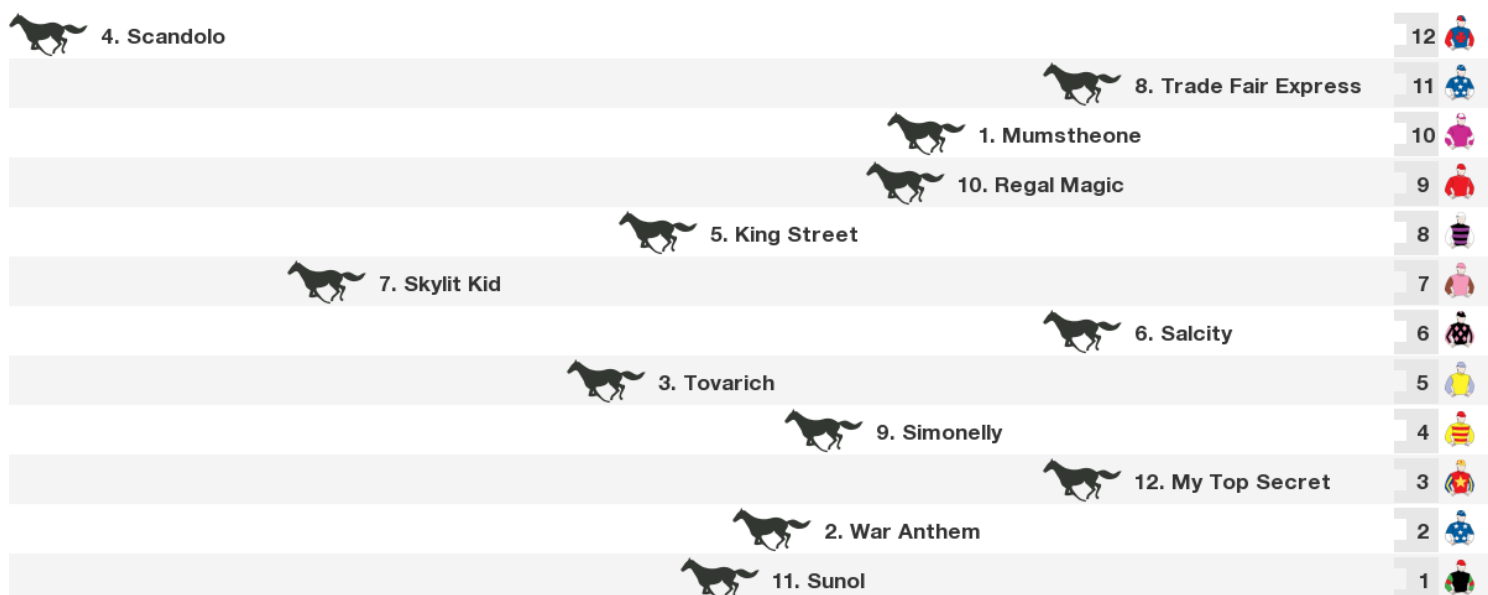 4. Scandolo 12
8. Trade Fair Express 11
1. Mumstheone 10
10. Regal Magic 9
5. King Street 8
7. Skylit Kid 7
6. Salcity 6
3. Tovarich 5
9. Simonelly 4
12. My Top Secret 3
2. War Anthem 2
11. Sunol 1